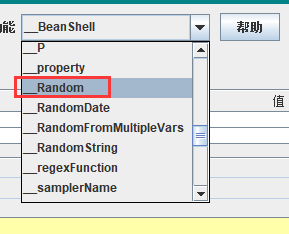 能 __BeanShell 帮助
__P
__property
__Random
值
__RandomDate
__RandomFromMultipleVars
__RandomString
__regexFunction
__samplerName